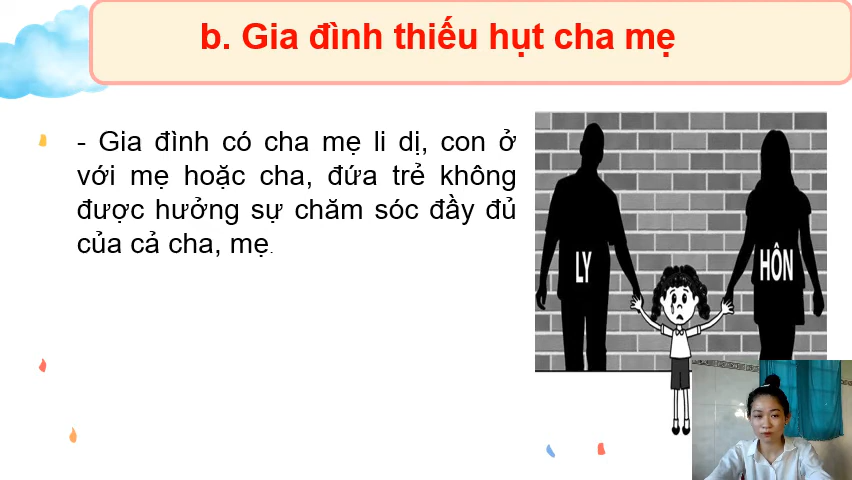 b. Gia đình thiếu hụt cha mẹ
- Gia đình có cha mẹ li dị, con ở
với mẹ hoặc cha, đứa trẻ không
được hưởng sự chăm sóc đầy đủ
của cả cha, mẹ.
LY
HÔN